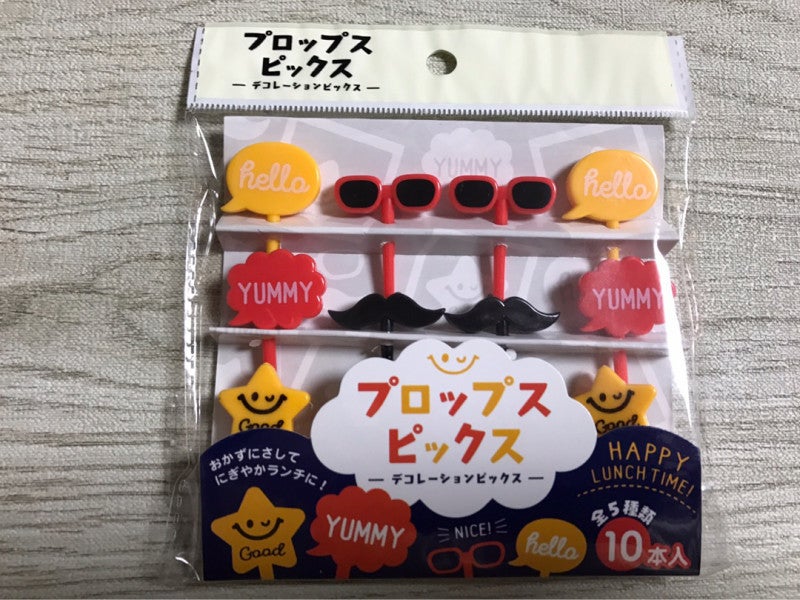 プロップス
ピックス
デコレーションピックス
YUMMY
hello
hello
YUMMY
YUMMY
Good
Good
プロップス
ピックス
デコレーションピックス
おかずにさして
にぎやかランチに!
HAPPY
LUNCH TIME!
全5種類
10本入
Good
YUMMY
NICE!
hello